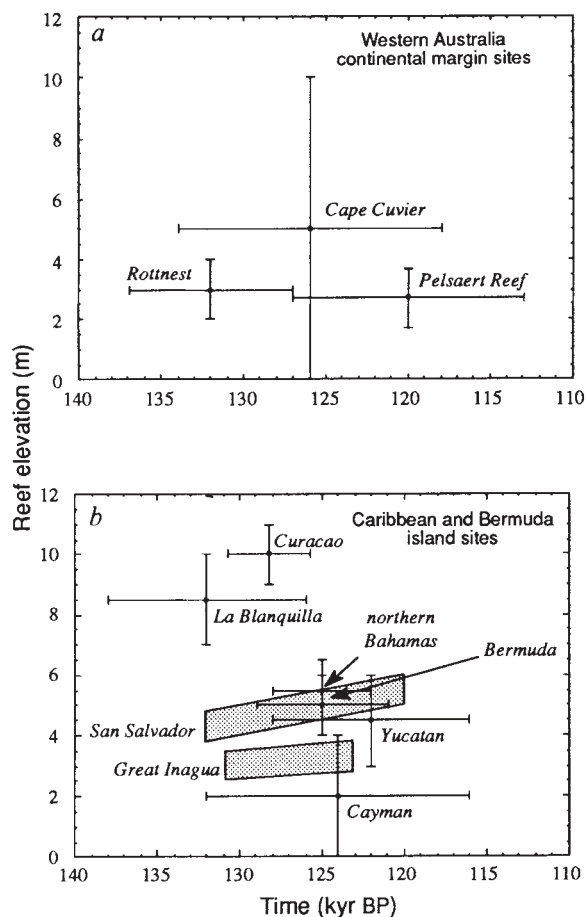 a
Western Australia
continental margin sites
12
10
8
6
4
2
0
Cape Cuvier
Rottnest
Pelsaert Reef
140 135 130 125 120 115 110
Reef elevation (m)
b
Caribbean and Bermuda
island sites
12
10
8
6
4
2
0
Curacao
La Blanquilla
northern
Bahamas
Bermuda
San Salvador
Yucatan
Great Inagua
Cayman
140 135 130 125 120 115 110
Time (kyr BP)